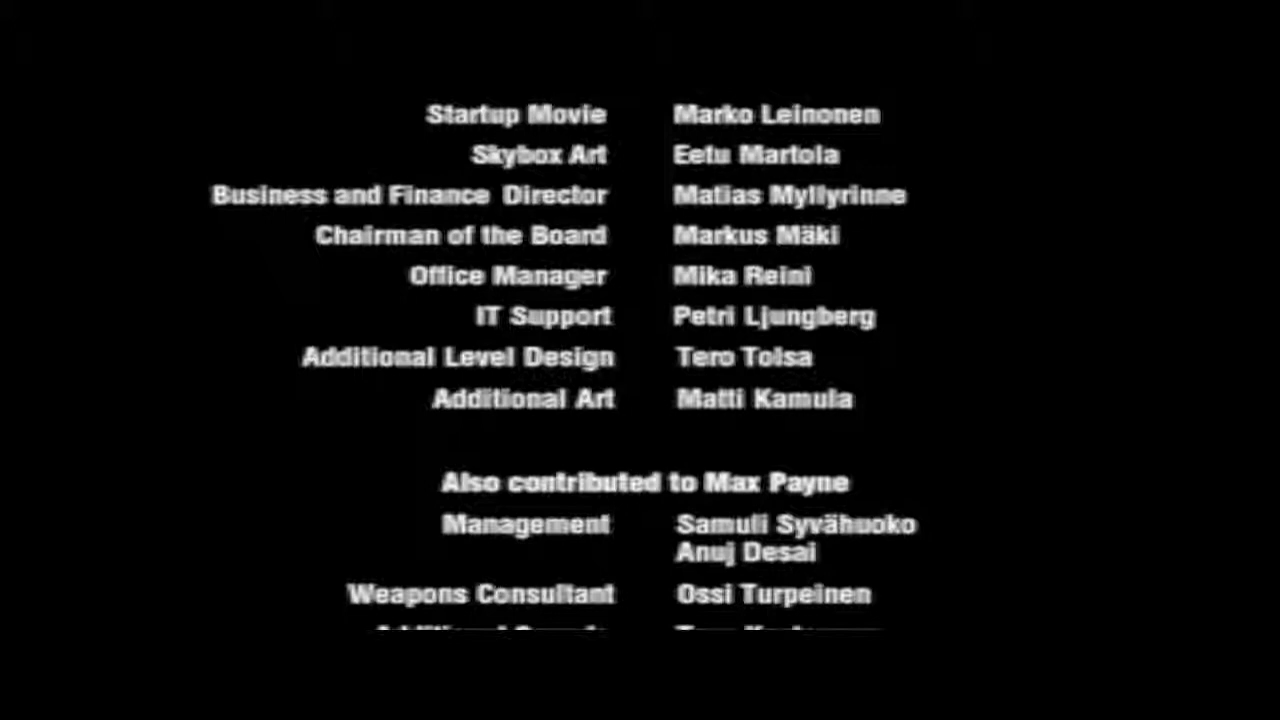 Startup Movie Marko Leinonen
Skybox Art Eetu Martola
Business and Finance Director Matias Myllyrinne
Chairman of the Board Markus Mäki
Office Manager Mika Reini
IT Support Petri Ljungberg
Additional Level Design Tero Tolsa
Additional Art Matti Kamula
Also contributed to Max Payne
Management Samuli Syvähuoko
Anuj Desai
Weapons Consultant Ossi Turpeinen
Additional